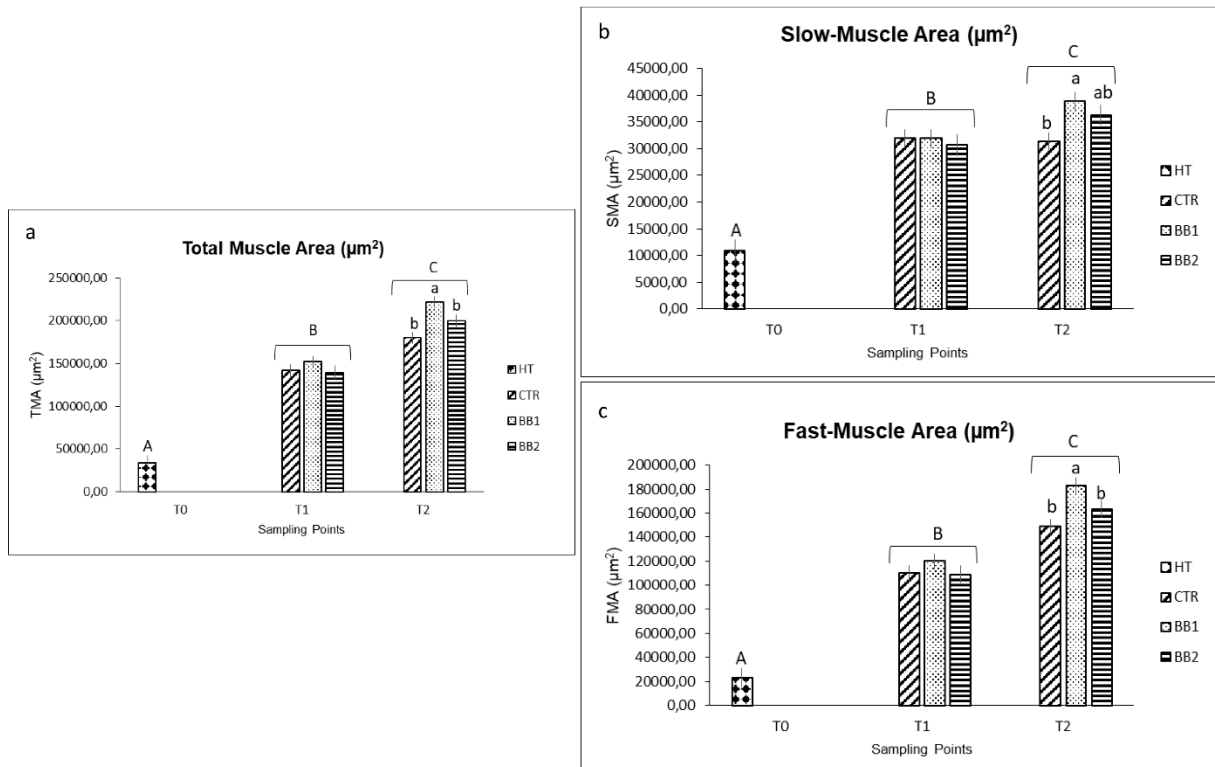 a
Total Muscle Area (µm²)
250000,00
200000,00
150000,00
100000,00
50000,00
0,00
TMA (µm²)
A
B
C
b
a
b
T0
T1
T2
Sampling Points
HT
CTR
BB1
BB2
b
Slow-Muscle Area (µm²)
45000,00
40000,00
35000,00
30000,00
25000,00
20000,00
15000,00
10000,00
5000,00
0,00
SMA (µm²)
A
B
C
b
a
ab
T0
T1
T2
Sampling Points
HT
CTR
BB1
BB2
c
Fast-Muscle Area (µm²)
200000,00
180000,00
160000,00
140000,00
120000,00
100000,00
80000,00
60000,00
40000,00
20000,00
0,00
FMA (µm²)
A
B
C
b
a
b
T0
T1
T2
Sampling Points
HT
CTR
BB1
BB2